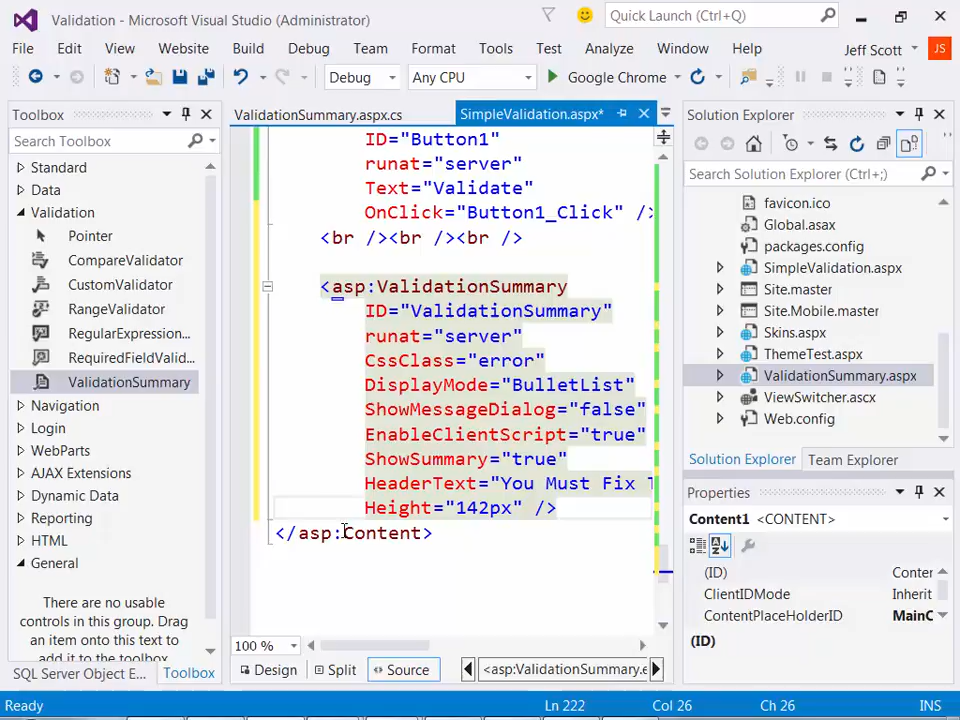 Validation - Microsoft Visual Studio (Administrator)
Quick Launch (Ctrl+Q)
File Edit View Website Build Debug Team Format Tools Test Analyze Window Help Jeff Scott JS
Debug Any CPU Google Chrome
Toolbox
Search Toolbox
Standard
Data
Validation
Pointer
CompareValidator
CustomValidator
RangeValidator
RegularExpression...
RequiredFieldValid...
ValidationSummary
Navigation
Login
WebParts
AJAX Extensions
Dynamic Data
Reporting
HTML
General
There are no usable
controls in this group. Drag
an item onto this text to
add it to the toolbox.
SQL Server Object E... Toolbox
ValidationSummary.aspx.cs SimpleValidation.aspx*
ID="Button1"
runat="server"
Text="Validate"
OnClick="Button1_Click" />
<br /><br /><br />
<asp:ValidationSummary
ID="ValidationSummary"
runat="server"
CssClass="error"
DisplayMode="BulletList"
ShowMessageDialog="false"
EnableClientScript="true"
ShowSummary="true"
HeaderText="You Must Fix
Height="142px" />
</asp:Content>
100 %
Design Split Source <asp:ValidationSummary.e
Solution Explorer
Search Solution Explorer (Ctrl+;)
favicon.ico
Global.asax
packages.config
SimpleValidation.aspx
Site.master
Site.Mobile.master
Skins.aspx
ThemeTest.aspx
ValidationSummary.aspx
ViewSwitcher.ascx
Web.config
Solution Explorer Team Explorer
Properties
Content1 <CONTENT>
(ID) Conter
ClientIDMode Inherit
ContentPlaceHolderID MainC
(ID)
Ready Ln 222 Col 26 Ch 26 INS